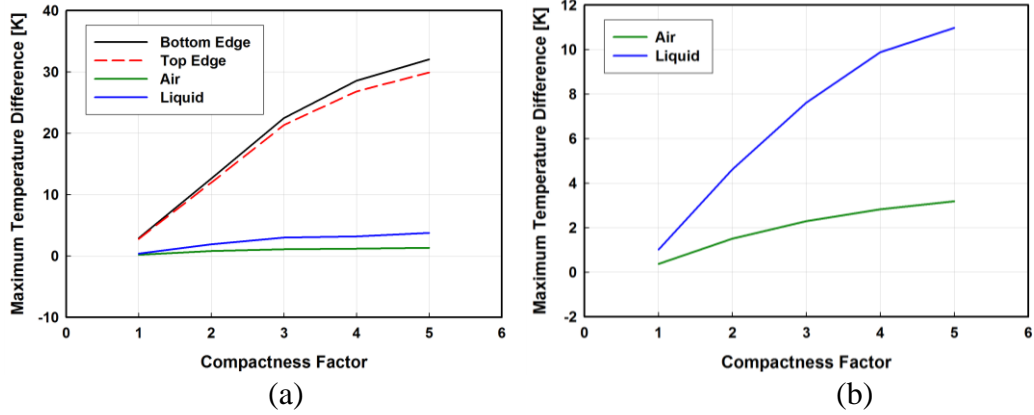 Maximum Temperature Difference [K]
40
30
20
10
0
-10
Bottom Edge
Top Edge
Air
Liquid
0 1 2 3 4 5 6
Compactness Factor
(a)
Maximum Temperature Difference [K]
12
10
8
6
4
2
0
-2
Air
Liquid
0 1 2 3 4 5 6
Compactness Factor
(b)